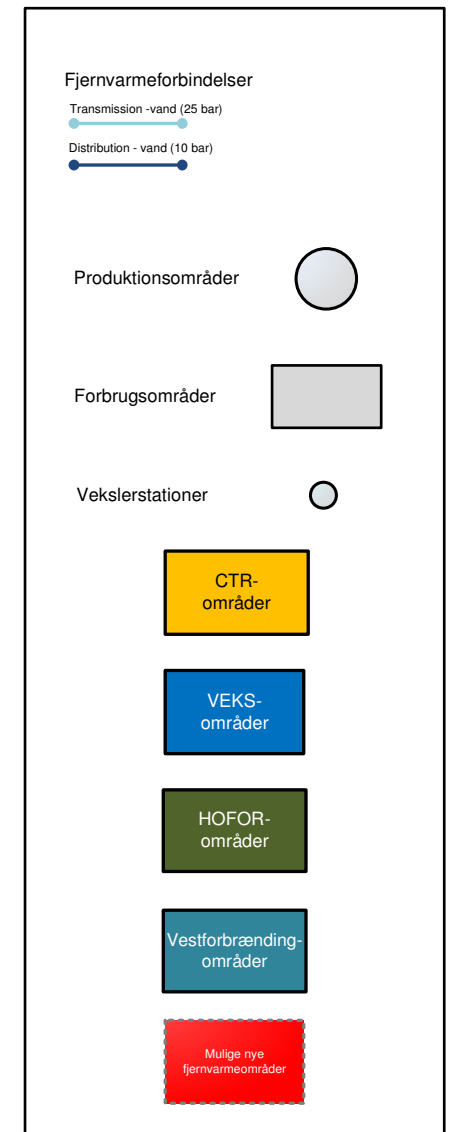 Fjernvarmeforbindelser
Transmission -vand (25 bar)
Distribution - vand (10 bar)
Produktionsområder
Forbrugsområder
Vekslerstationer
CTR-
områder
VEKS-
områder
HOFOR-
områder
Vestforbrænding-
områder
Mulige nye
fjernvarmeområder